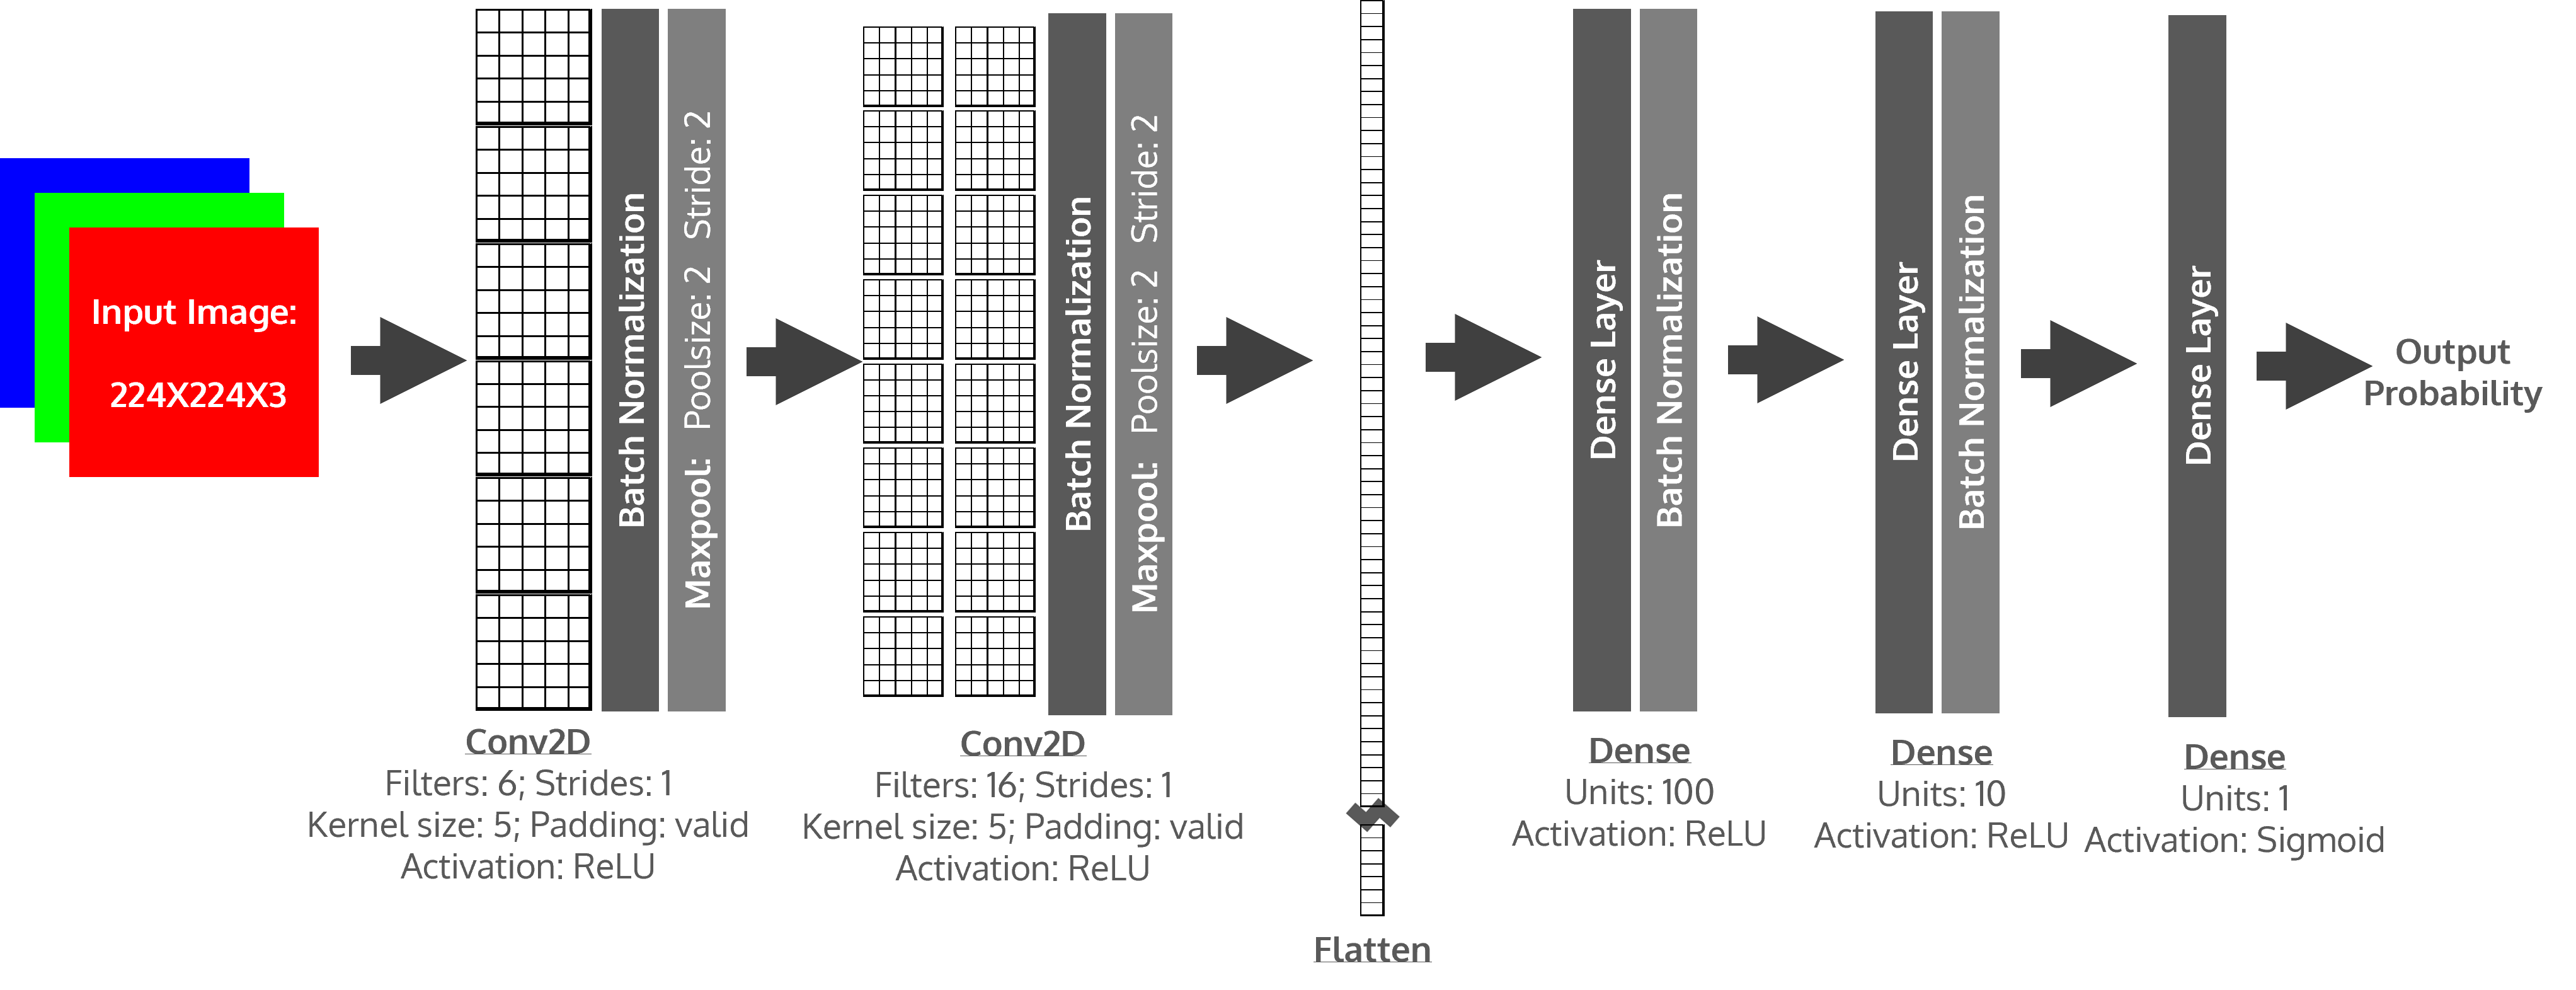 Input Image:
224X224X3
Batch Normalization
Maxpool: Poolsize: 2 Stride: 2
Conv2D
Filters: 6; Strides: 1
Kernel size: 5; Padding: valid
Activation: ReLU
Batch Normalization
Maxpool: Poolsize: 2 Stride: 2
Conv2D
Filters: 16; Strides: 1
Kernel size: 5; Padding: valid
Activation: ReLU
Flatten
Dense Layer
Batch Normalization
Dense
Units: 100
Activation: ReLU
Dense Layer
Batch Normalization
Dense
Units: 10
Activation: ReLU
Dense Layer
Dense
Units: 1
Activation: Sigmoid
Output
Probability